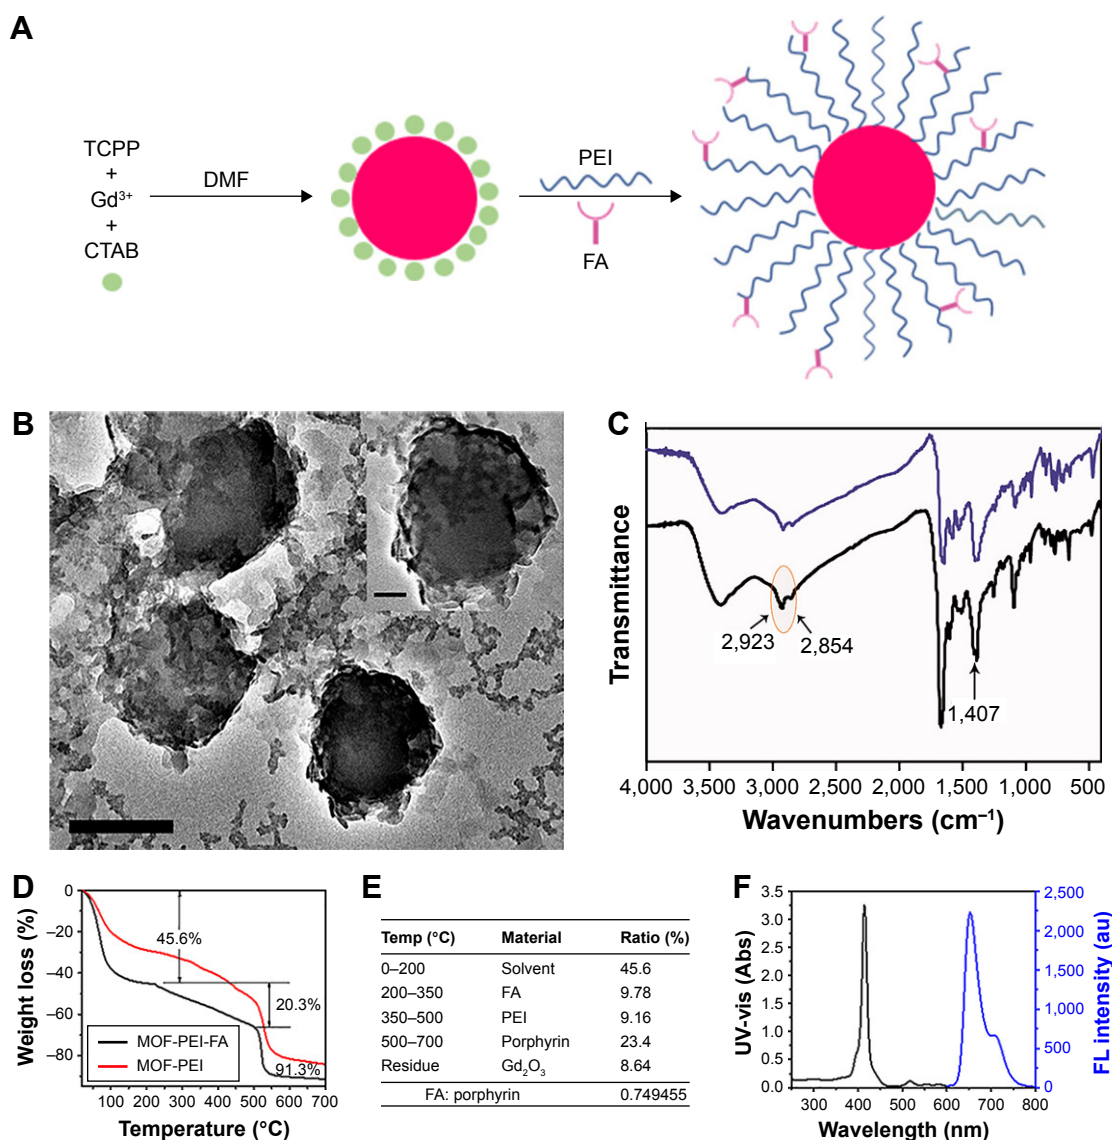 A
TCPP
+
Gd³⁺
+
CTAB
DMF
PEI
FA
B
C
Transmittance
2,923
2,854
1,407
4,000 3,500 3,000 2,500 2,000 1,500 1,000 500
Wavenumbers (cm⁻¹)
D
Weight loss (%)
0
−20
−40
−60
−80
45.6%
20.3%
91.3%
MOF-PEI-FA
MOF-PEI
100 200 300 400 500 600 700
Temperature (°C)
E
Temp (°C) Material Ratio (%)
0–200 Solvent 45.6
200–350 FA 9.78
350–500 PEI 9.16
500–700 Porphyrin 23.4
Residue Gd₂O₃ 8.64
FA: porphyrin 0.749455
F
UV-vis (Abs)
3.5
3.0
2.5
2.0
1.5
1.0
0.5
0.0
2,500
2,000
1,500
1,000
500
0
FL intensity (au)
300 400 500 600 700 800
Wavelength (nm)